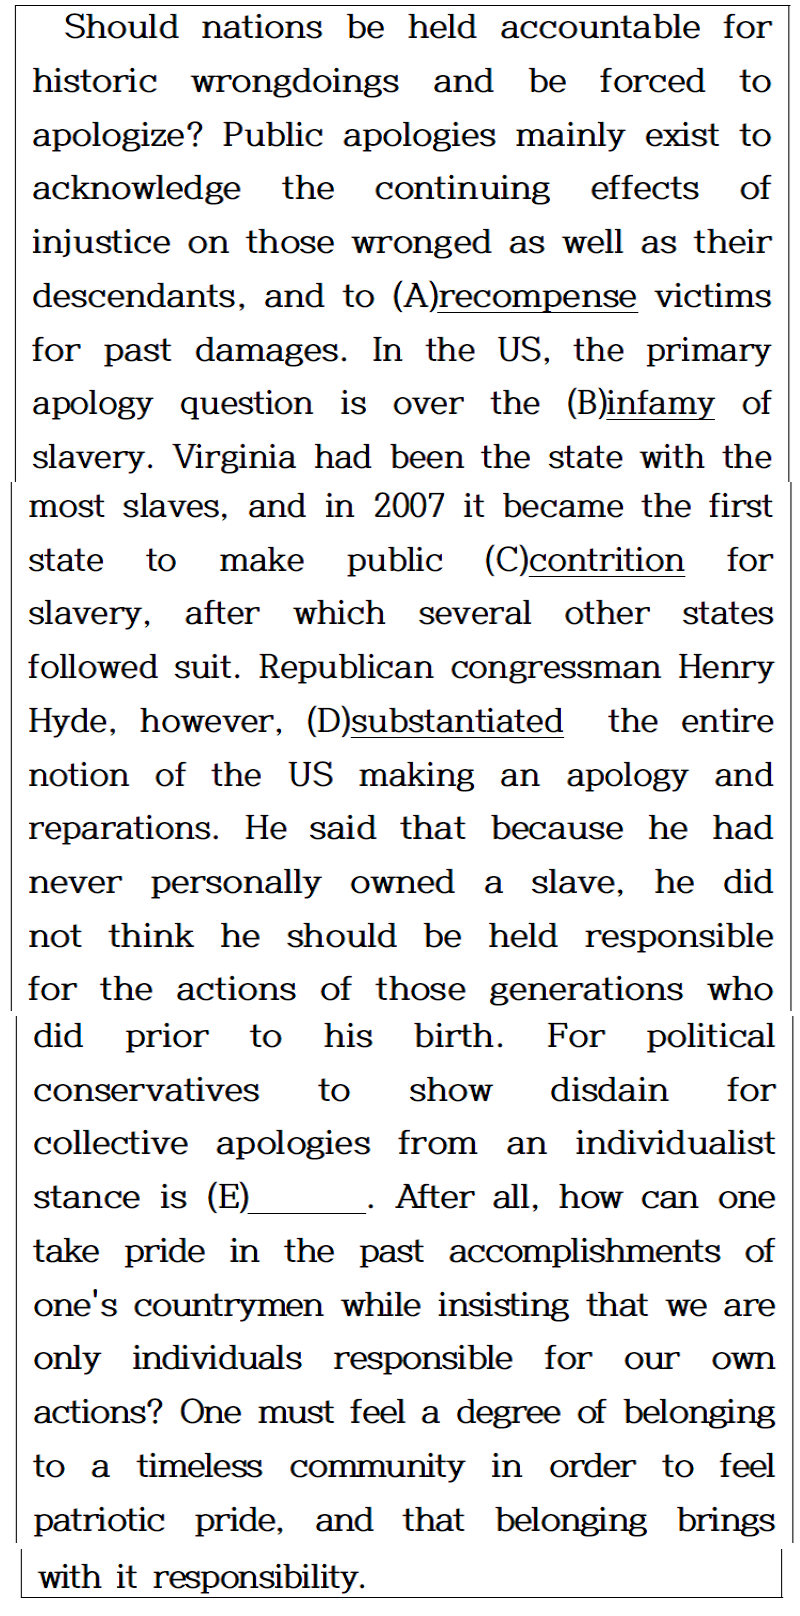 Should nations be held accountable for
historic wrongdoings and be forced to
apologize? Public apologies mainly exist to
acknowledge the continuing effects of
injustice on those wronged as well as their
descendants, and to (A)recompense victims
for past damages. In the US, the primary
apology question is over the (B)infamy of
slavery. Virginia had been the state with the
most slaves, and in 2007 it became the first
state to make public (C)contrition for
slavery, after which several other states
followed suit. Republican congressman Henry
Hyde, however, (D)substantiated the entire
notion of the US making an apology and
reparations. He said that because he had
never personally owned a slave, he did
not think he should be held responsible
for the actions of those generations who
did prior to his birth. For political
conservatives to show disdain for
collective apologies from an individualist
stance is (E)_______. After all, how can one
take pride in the past accomplishments of
one's countrymen while insisting that we are
only individuals responsible for our own
actions? One must feel a degree of belonging
to a timeless community in order to feel
patriotic pride, and that belonging brings
with it responsibility.